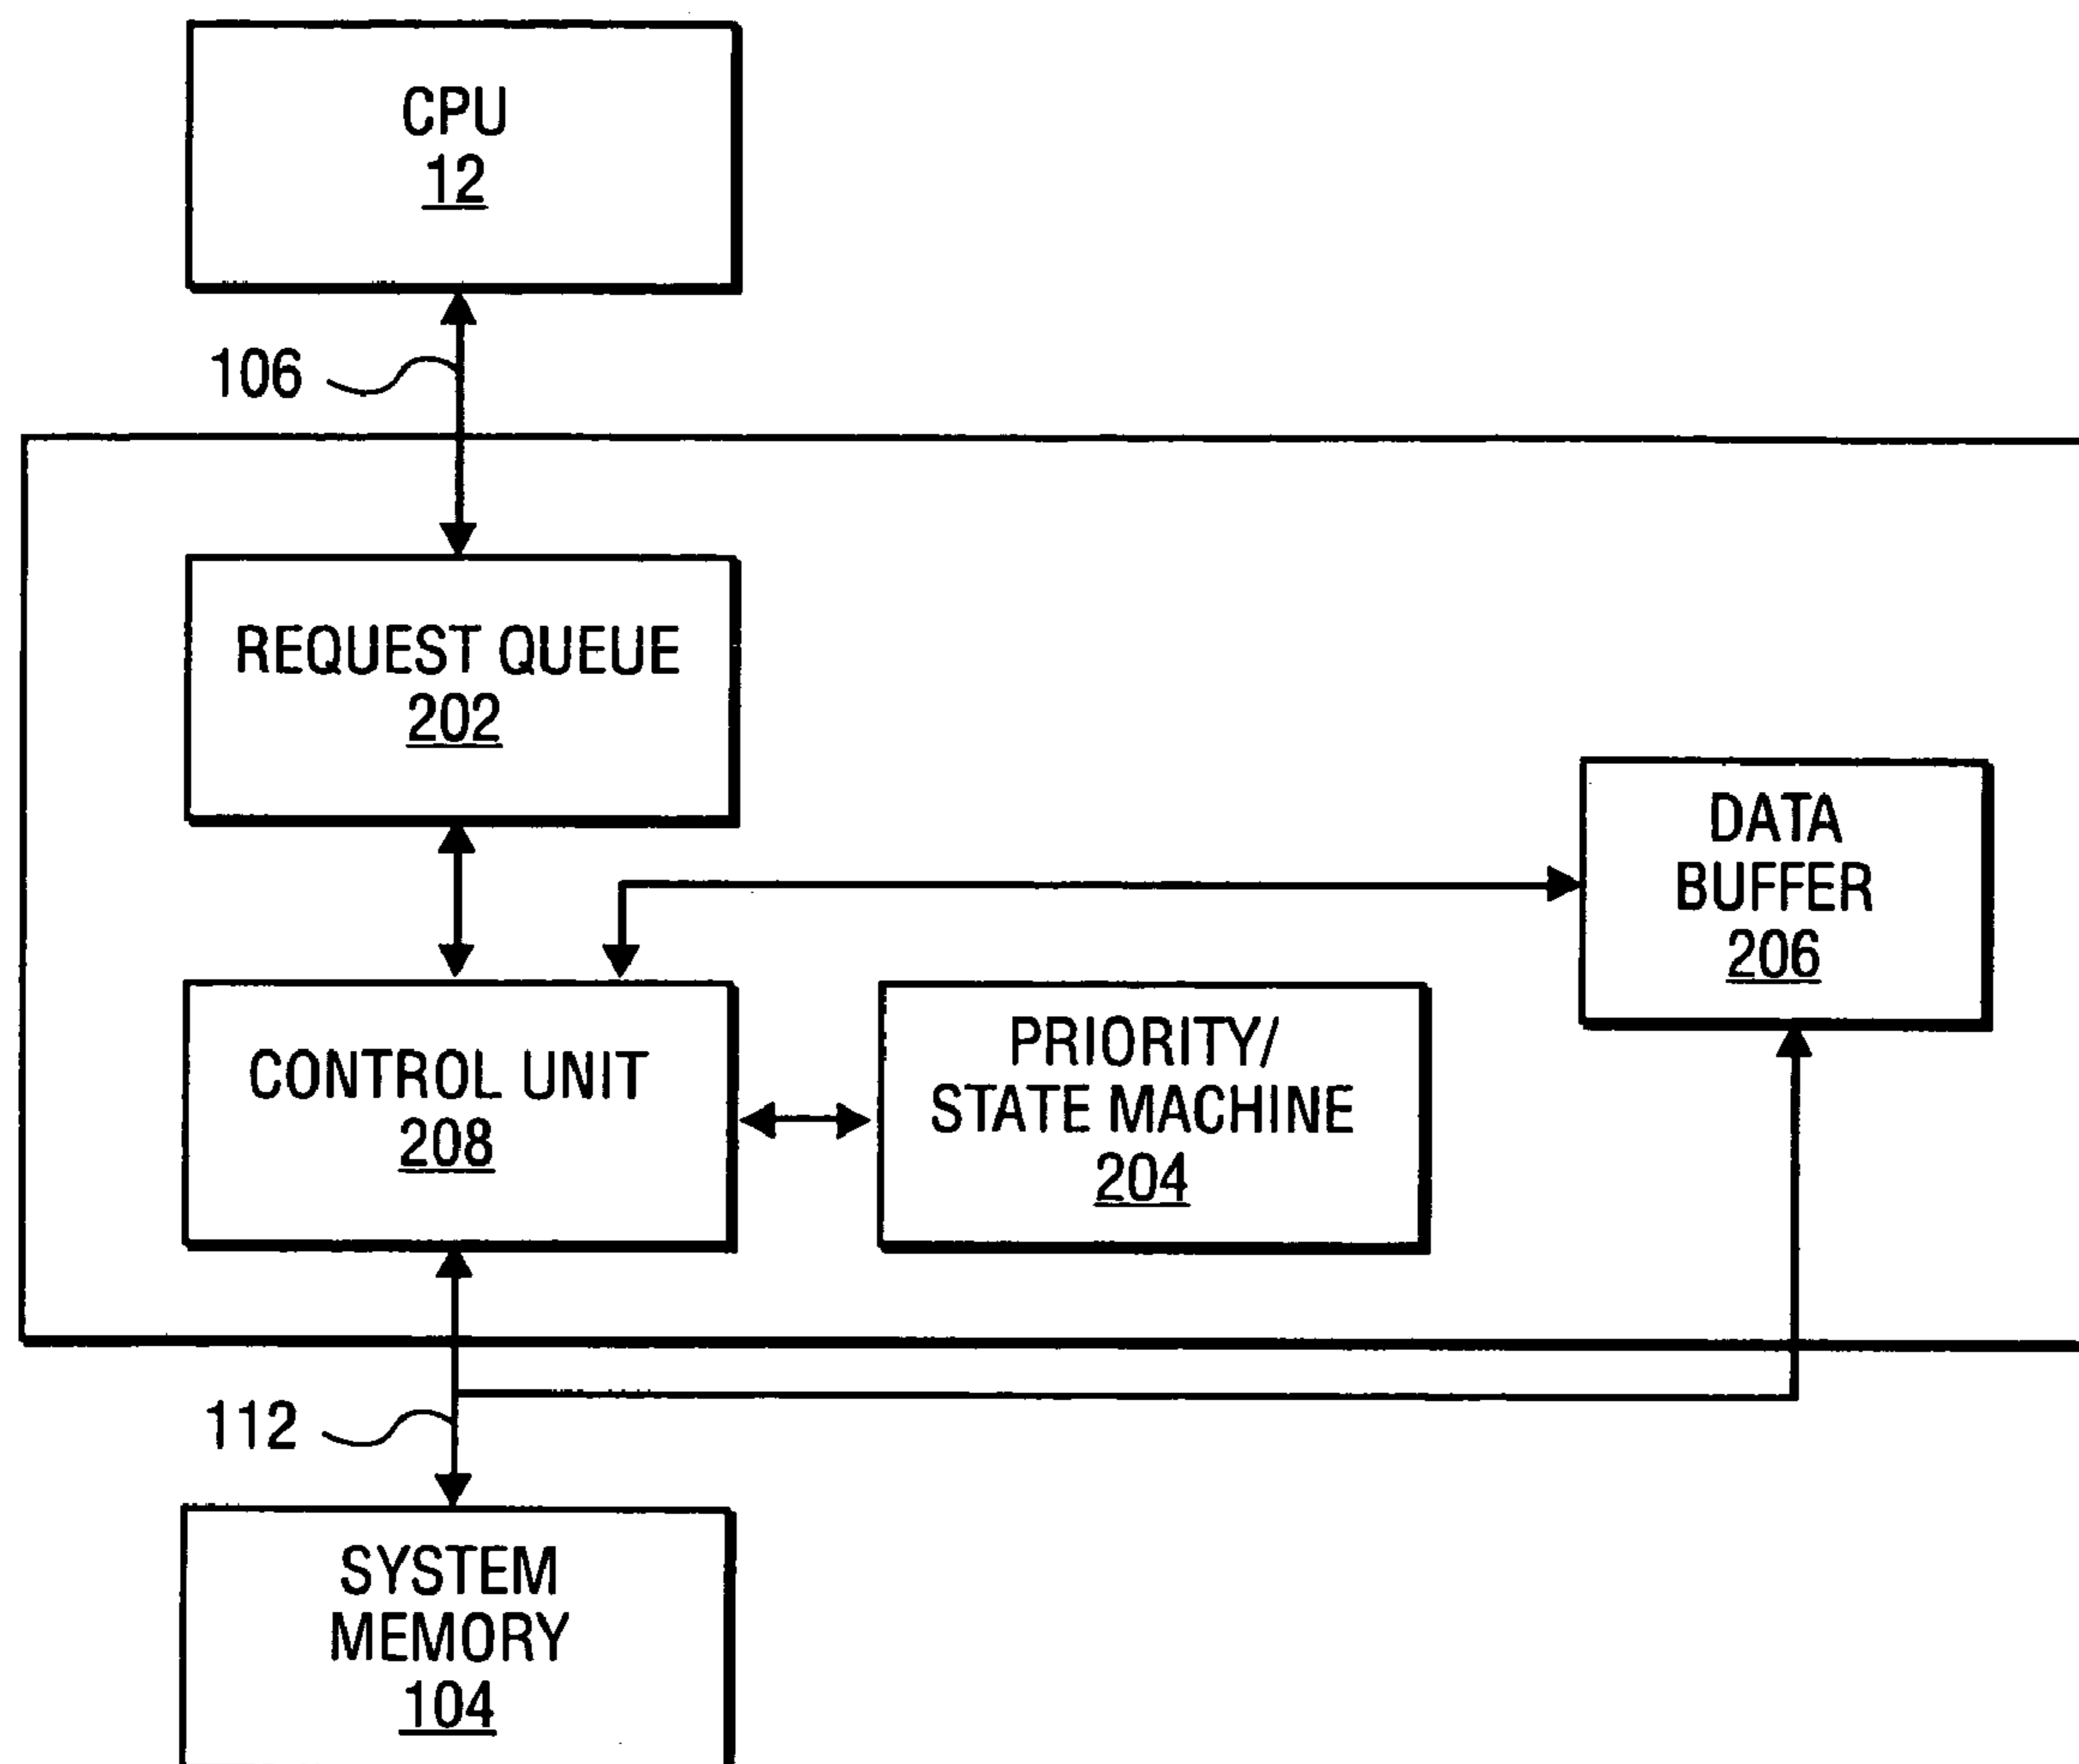 CPU
12
106
REQUEST QUEUE
202
DATA
BUFFER
206
CONTROL UNIT
208
PRIORITY/
STATE MACHINE
204
112
SYSTEM
MEMORY
104